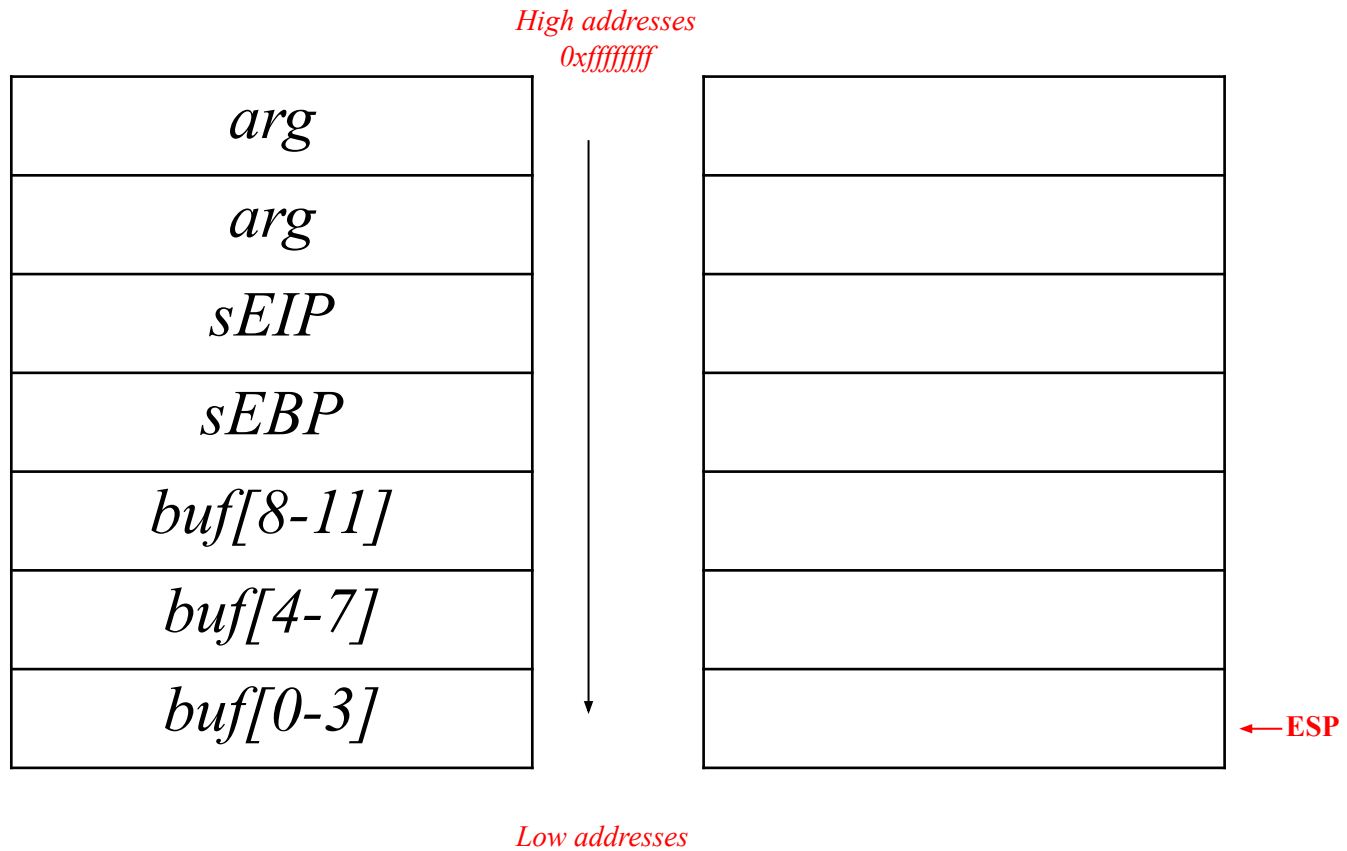 High addresses
0xffffffff
arg
arg
sEIP
sEBP
buf[8-11]
buf[4-7]
buf[0-3]
ESP
Low addresses